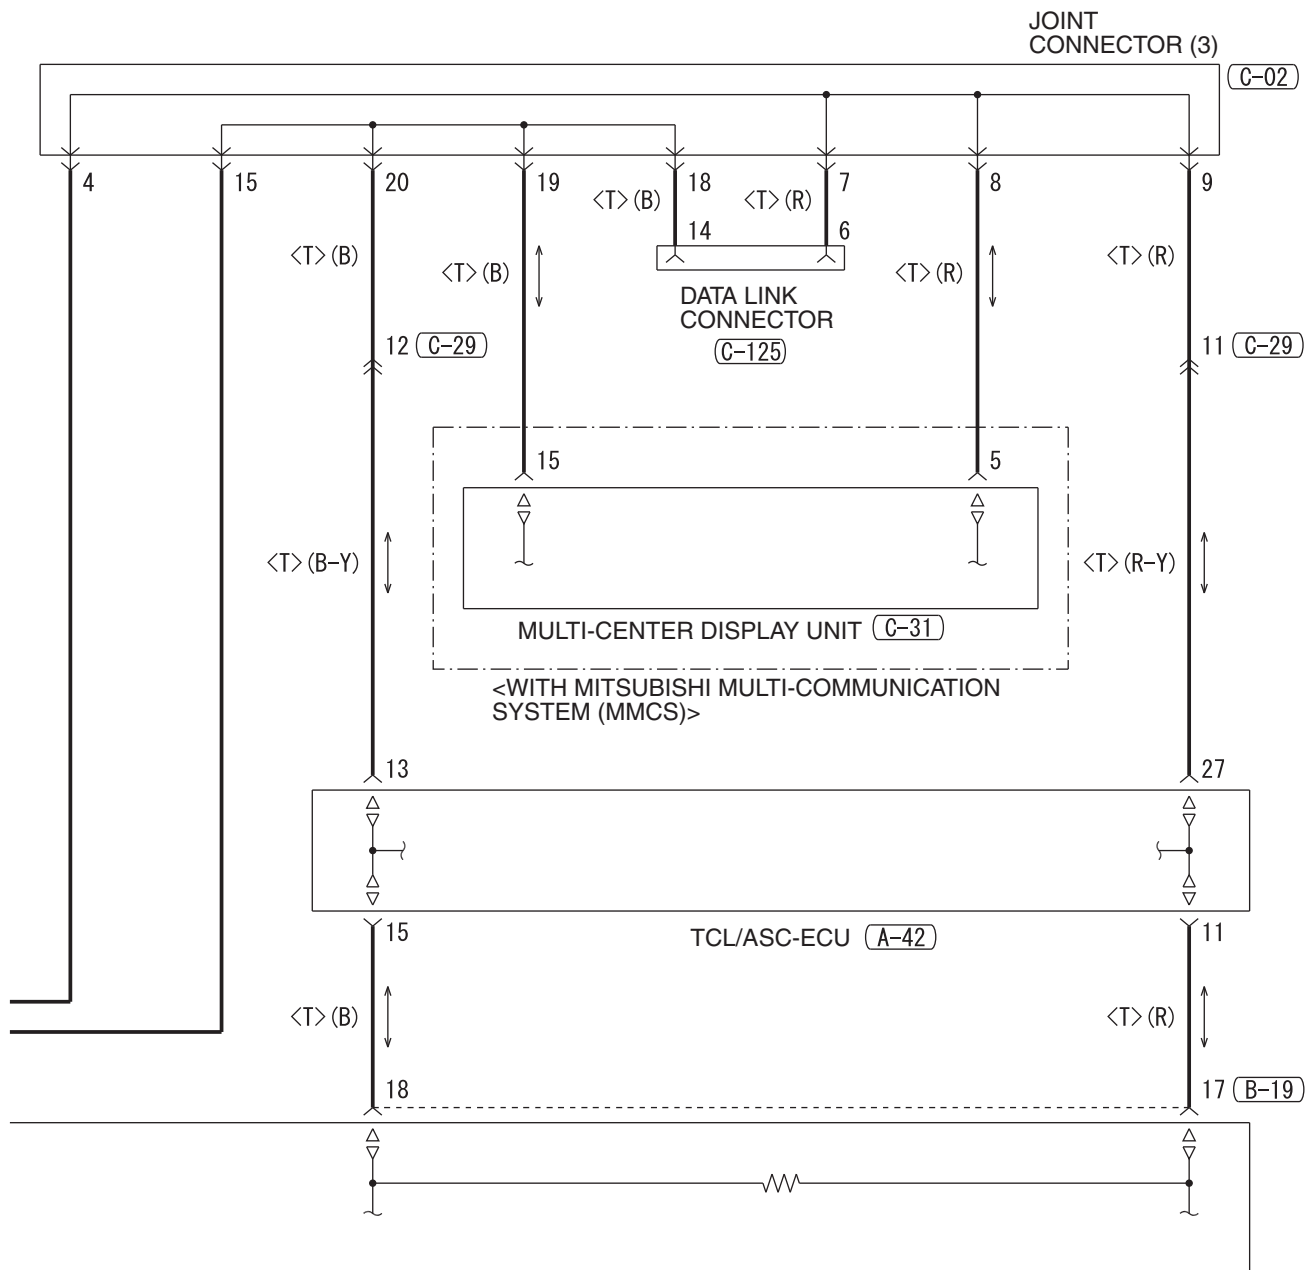 JOINT
CONNECTOR (3)
C-02
4 15 20 19 18 7 8 9
<T>(B) <T>(R)
14 6
<T>(B) <T>(B) <T>(R) <T>(R)
DATA LINK
CONNECTOR
C-125
12 C-29 11 C-29
15 5
<T>(B-Y) <T>(R-Y)
MULTI-CENTER DISPLAY UNIT C-31
<WITH MITSUBISHI MULTI-COMMUNICATION
SYSTEM (MMCS)>
13 27
15 TCL/ASC-ECU A-42 11
<T>(B) <T>(R)
18 17 B-19